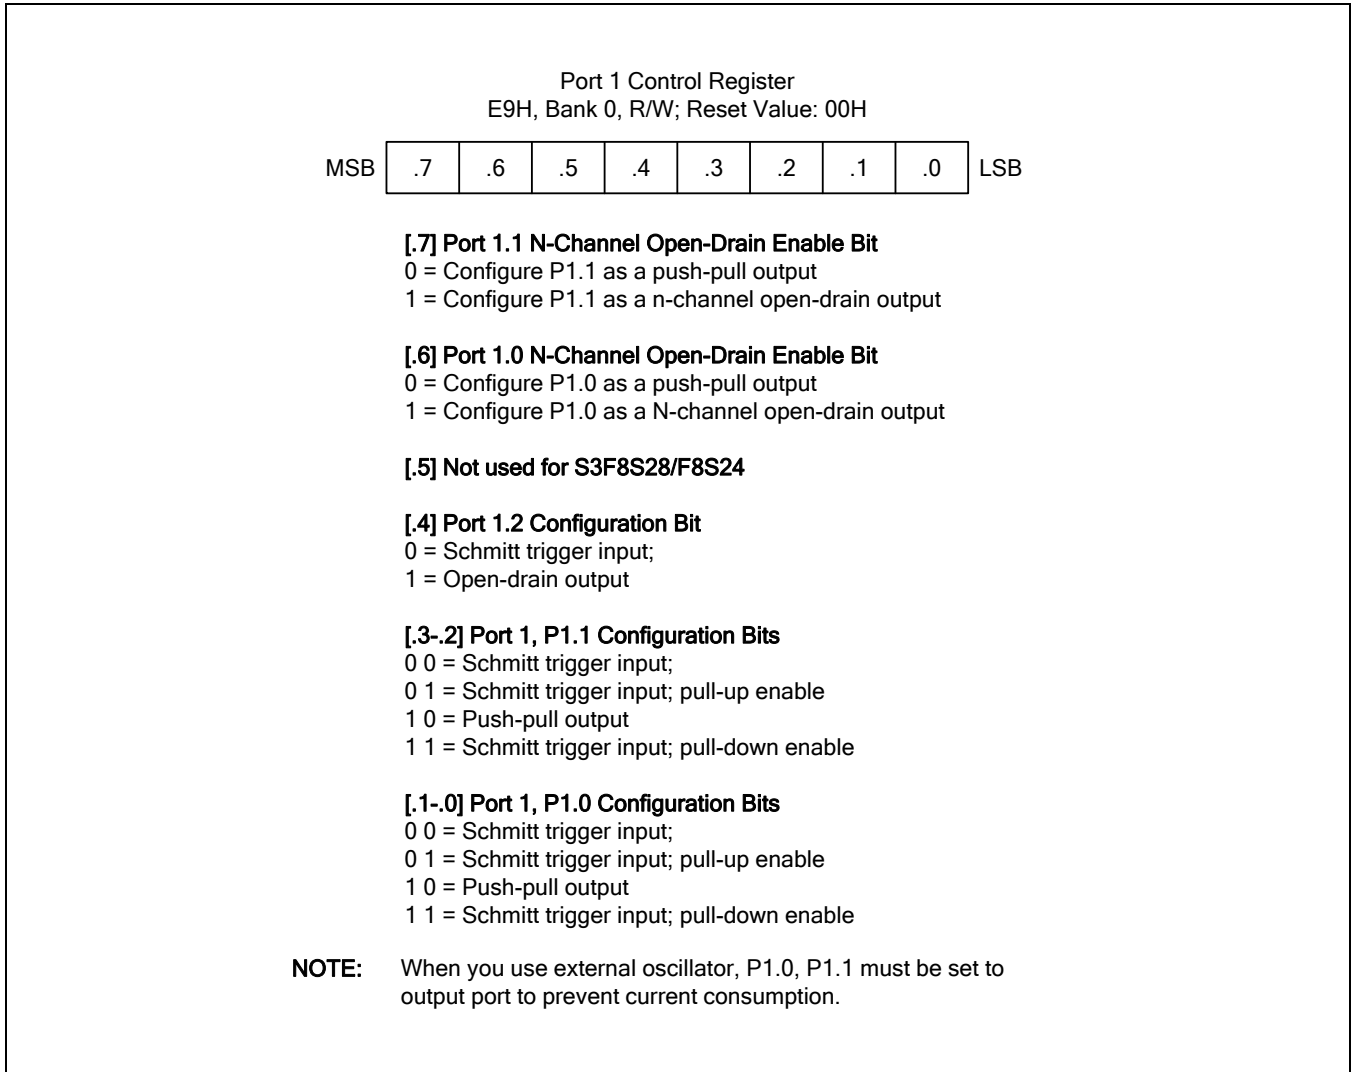 Port 1 Control Register
E9H, Bank 0, R/W; Reset Value: 00H
MSB .7 .6 .5 .4 .3 .2 .1 .0 LSB
[.7] Port 1.1 N-Channel Open-Drain Enable Bit
0 = Configure P1.1 as a push-pull output
1 = Configure P1.1 as a n-channel open-drain output
[.6] Port 1.0 N-Channel Open-Drain Enable Bit
0 = Configure P1.0 as a push-pull output
1 = Configure P1.0 as a N-channel open-drain output
[.5] Not used for S3F8S28/F8S24
[.4] Port 1.2 Configuration Bit
0 = Schmitt trigger input;
1 = Open-drain output
[.3-.2] Port 1, P1.1 Configuration Bits
0 0 = Schmitt trigger input;
0 1 = Schmitt trigger input; pull-up enable
1 0 = Push-pull output
1 1 = Schmitt trigger input; pull-down enable
[.1-.0] Port 1, P1.0 Configuration Bits
0 0 = Schmitt trigger input;
0 1 = Schmitt trigger input; pull-up enable
1 0 = Push-pull output
1 1 = Schmitt trigger input; pull-down enable
NOTE: When you use external oscillator, P1.0, P1.1 must be set to
output port to prevent current consumption.